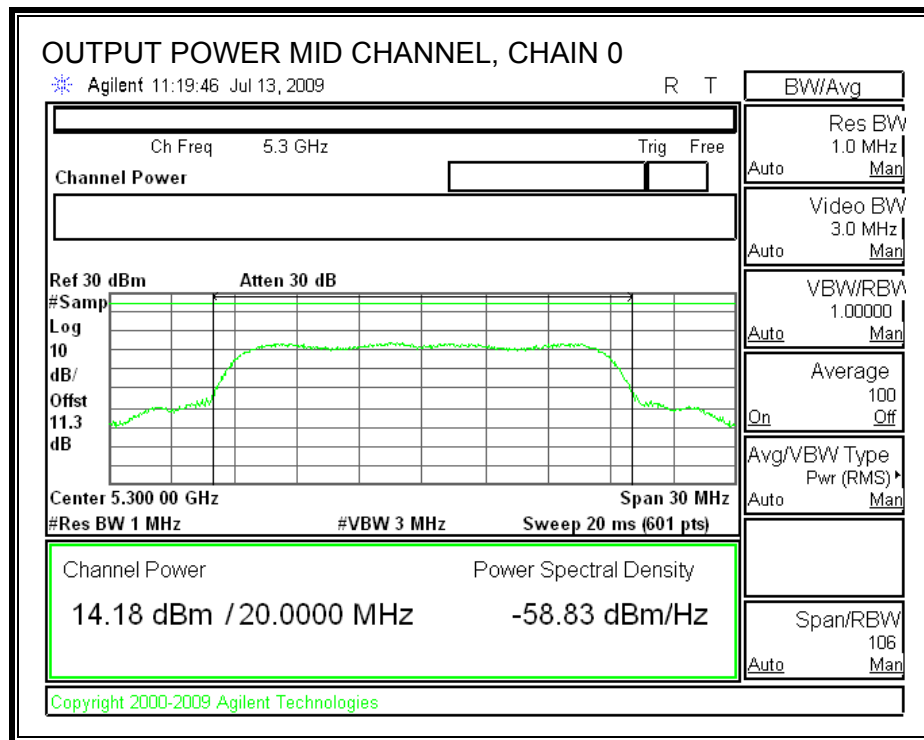 OUTPUT POWER MID CHANNEL, CHAIN 0
Agilent 11:19:46 Jul 13, 2009 R T
BW/Avg
Ch Freq 5.3 GHz Trig Free
Channel Power
Res BW
1.0 MHz
Auto Man
Video BW
3.0 MHz
Auto Man
Ref 30 dBm Atten 30 dB
#Samp
Log
10
dB/
Offst
11.3
dB
VBW/RBW
1.00000
Auto Man
Average
100
On Off
Avg/VBW Type
Pwr (RMS)
Auto Man
Center 5.300 00 GHz Span 30 MHz
#Res BW 1 MHz #VBW 3 MHz Sweep 20 ms (601 pts)
Channel Power Power Spectral Density
14.18 dBm / 20.0000 MHz -58.83 dBm/Hz
Span/RBW
106
Auto Man
Copyright 2000-2009 Agilent Technologies